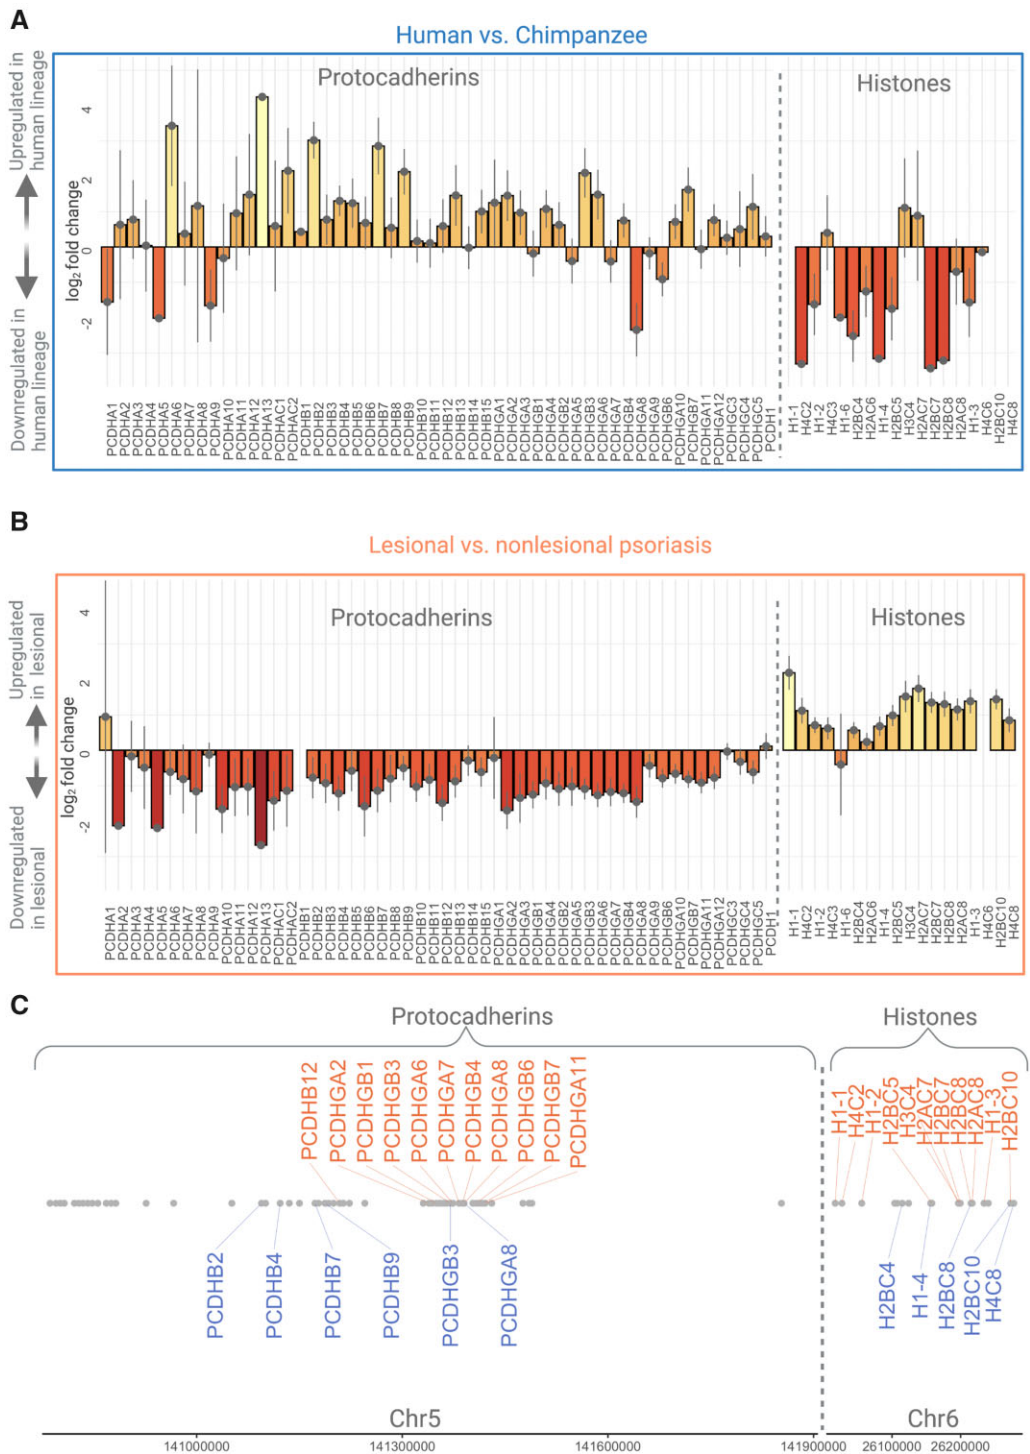 A
Human vs. Chimpanzee
Upregulated in
human lineage
Downregulated in
human lineage
log2 fold change
4
2
0
-2
Protocadherins
Histones
PCDHA1
PCDHA2
PCDHA3
PCDHA4
PCDHA5
PCDHA6
PCDHA7
PCDHA8
PCDHA9
PCDHA10
PCDHA11
PCDHA12
PCDHA13
PCDHAC1
PCDHAC2
PCDHB1
PCDHB2
PCDHB3
PCDHB4
PCDHB5
PCDHB6
PCDHB7
PCDHB8
PCDHB9
PCDHB10
PCDHB11
PCDHB12
PCDHB13
PCDHB14
PCDHB15
PCDHGA1
PCDHGA2
PCDHGA3
PCDHGB1
PCDHGA4
PCDHGB2
PCDHGA5
PCDHGB3
PCDHGA6
PCDHGA7
PCDHGB4
PCDHGA8
PCDHGA9
PCDHGB6
PCDHGA10
PCDHGB7
PCDHGA11
PCDHGA12
PCDHGC3
PCDHGC4
PCDHGC5
PCDH1
H1-1
H4C2
H1-2
H4C3
H1-6
H2BC4
H2AC6
H1-4
H2BC5
H3C4
H2AC7
H2BC7
H2BC8
H2AC8
H1-3
H4C6
H2BC10
H4C8
B
Lesional vs. nonlesional psoriasis
Upregulated
in lesional
Downregulated
in lesional
log2 fold change
4
2
0
-2
Protocadherins
Histones
PCDHA1
PCDHA2
PCDHA3
PCDHA4
PCDHA5
PCDHA6
PCDHA7
PCDHA8
PCDHA9
PCDHA10
PCDHA11
PCDHA12
PCDHA13
PCDHAC1
PCDHAC2
PCDHB1
PCDHB2
PCDHB3
PCDHB4
PCDHB5
PCDHB6
PCDHB7
PCDHB8
PCDHB9
PCDHB10
PCDHB11
PCDHB12
PCDHB13
PCDHB14
PCDHB15
PCDHGA1
PCDHGA2
PCDHGA3
PCDHGB1
PCDHGA4
PCDHGB2
PCDHGA5
PCDHGB3
PCDHGA6
PCDHGA7
PCDHGB4
PCDHGA8
PCDHGA9
PCDHGB6
PCDHGA10
PCDHGB7
PCDHGA11
PCDHGA12
PCDHGC3
PCDHGC4
PCDHGC5
PCDH1
H1-1
H4C2
H1-2
H4C3
H1-6
H2BC4
H2AC6
H1-4
H2BC5
H3C4
H2AC7
H2BC7
H2BC8
H2AC8
H1-3
H4C6
H2BC10
H4C8
C
Protocadherins
Histones
PCDHB12
PCDHGA2
PCDHGB1
PCDHGB3
PCDHGA6
PCDHGA7
PCDHGB4
PCDHGA8
PCDHGB6
PCDHGB7
PCDHGA11
H1-1
H4C2
H1-2
H2BC5
H3C4
H2AC7
H2BC7
H2BC8
H2AC8
H1-3
H2BC10
PCDHB2
PCDHB4
PCDHB7
PCDHB9
PCDHGB3
PCDHGA8
H2BC4
H1-4
H2BC8
H2BC10
H4C8
Chr5
Chr6
141000000
141300000
141600000
141900000
26100000
26200000